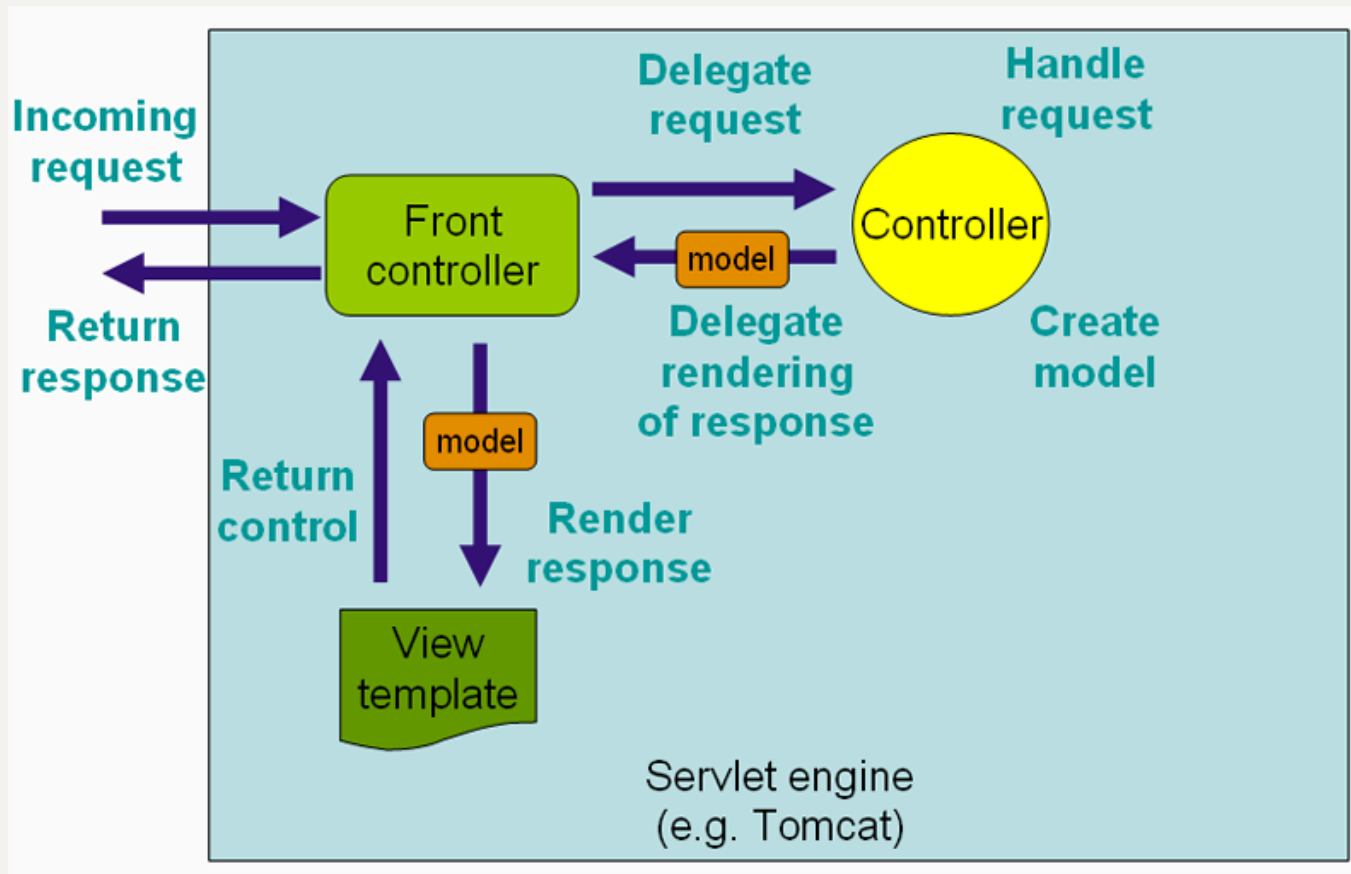 Incoming
request
Return
response
Front
controller
Delegate
request
Handle
request
Controller
model
Delegate
rendering
of response
Create
model
model
Return
control
Render
response
View
template
Servlet engine
(e.g. Tomcat)